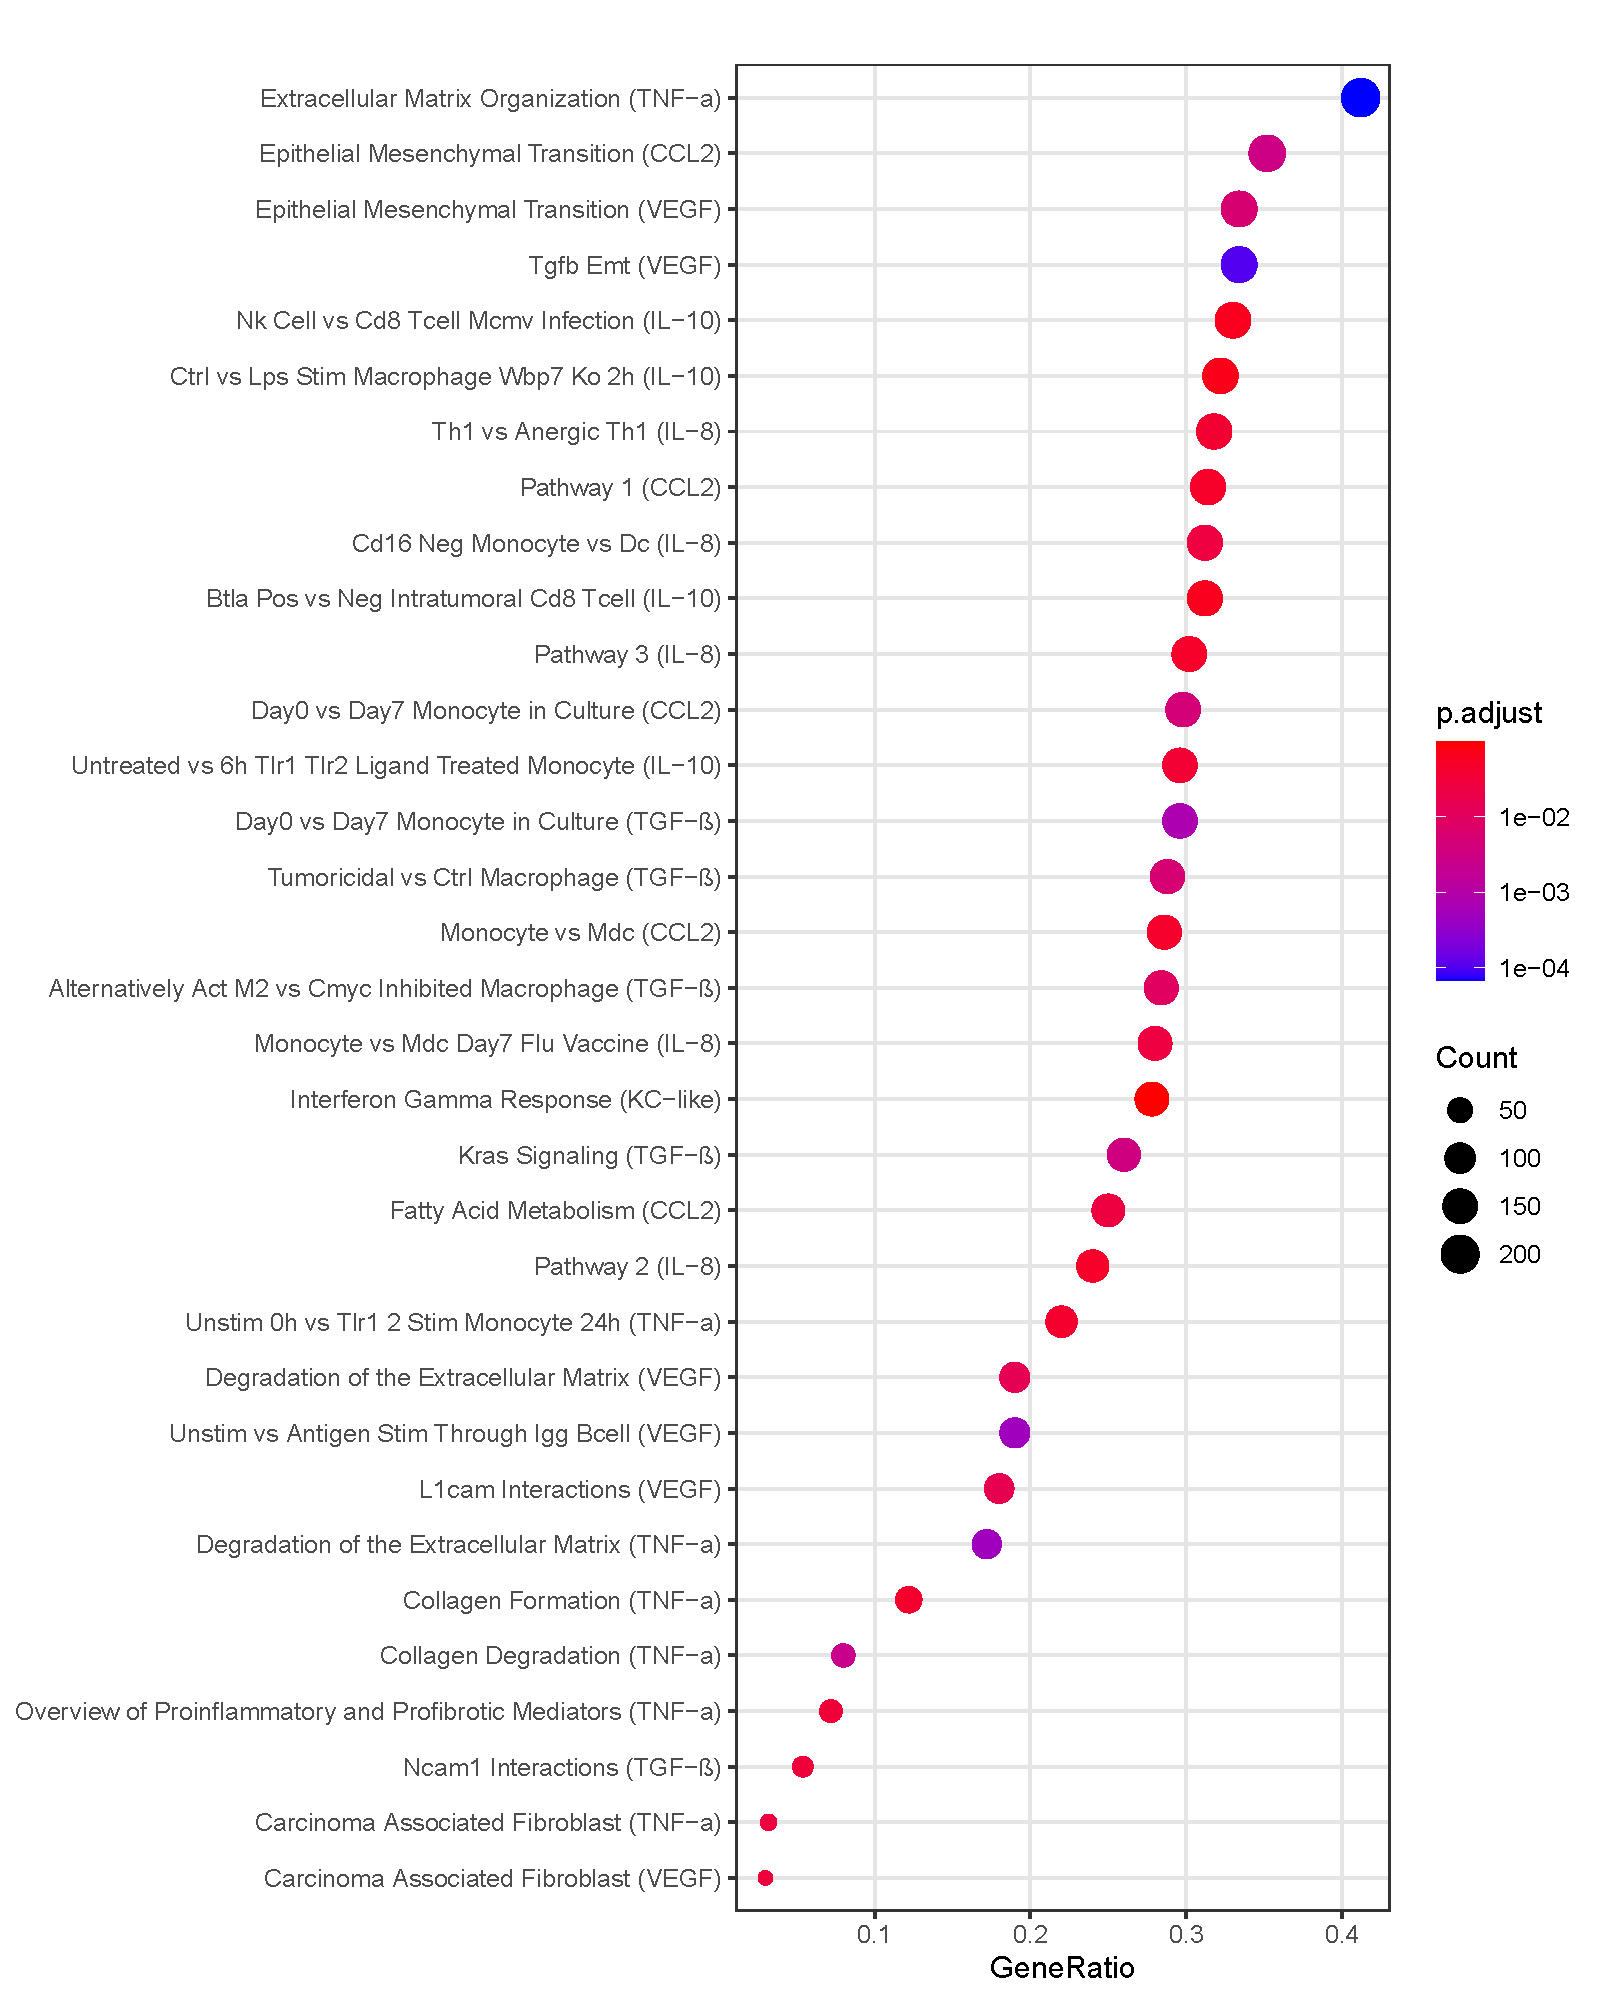 Extracellular Matrix Organization (TNF−a)
Epithelial Mesenchymal Transition (CCL2)
Epithelial Mesenchymal Transition (VEGF)
Tgfb Emt (VEGF)
Nk Cell vs Cd8 Tcell Mcmv Infection (IL−10)
Ctrl vs Lps Stim Macrophage Wbp7 Ko 2h (IL−10)
Th1 vs Anergic Th1 (IL−8)
Pathway 1 (CCL2)
Cd16 Neg Monocyte vs Dc (IL−8)
Btla Pos vs Neg Intratumoral Cd8 Tcell (IL−10)
Pathway 3 (IL−8)
Day0 vs Day7 Monocyte in Culture (CCL2)
Untreated vs 6h Tlr1 Tlr2 Ligand Treated Monocyte (IL−10)
Day0 vs Day7 Monocyte in Culture (TGF−ß)
Tumoricidal vs Ctrl Macrophage (TGF−ß)
Monocyte vs Mdc (CCL2)
Alternatively Act M2 vs Cmyc Inhibited Macrophage (TGF−ß)
Monocyte vs Mdc Day7 Flu Vaccine (IL−8)
Interferon Gamma Response (KC−like)
Kras Signaling (TGF−ß)
Fatty Acid Metabolism (CCL2)
Pathway 2 (IL−8)
Unstim 0h vs Tlr1 2 Stim Monocyte 24h (TNF−a)
Degradation of the Extracellular Matrix (VEGF)
Unstim vs Antigen Stim Through Igg Bcell (VEGF)
L1cam Interactions (VEGF)
Degradation of the Extracellular Matrix (TNF−a)
Collagen Formation (TNF−a)
Collagen Degradation (TNF−a)
Overview of Proinflammatory and Profibrotic Mediators (TNF−a)
Ncam1 Interactions (TGF−ß)
Carcinoma Associated Fibroblast (TNF−a)
Carcinoma Associated Fibroblast (VEGF)
0.1 0.2 0.3 0.4
GeneRatio
p.adjust
1e−02
1e−03
1e−04
Count
50
100
150
200